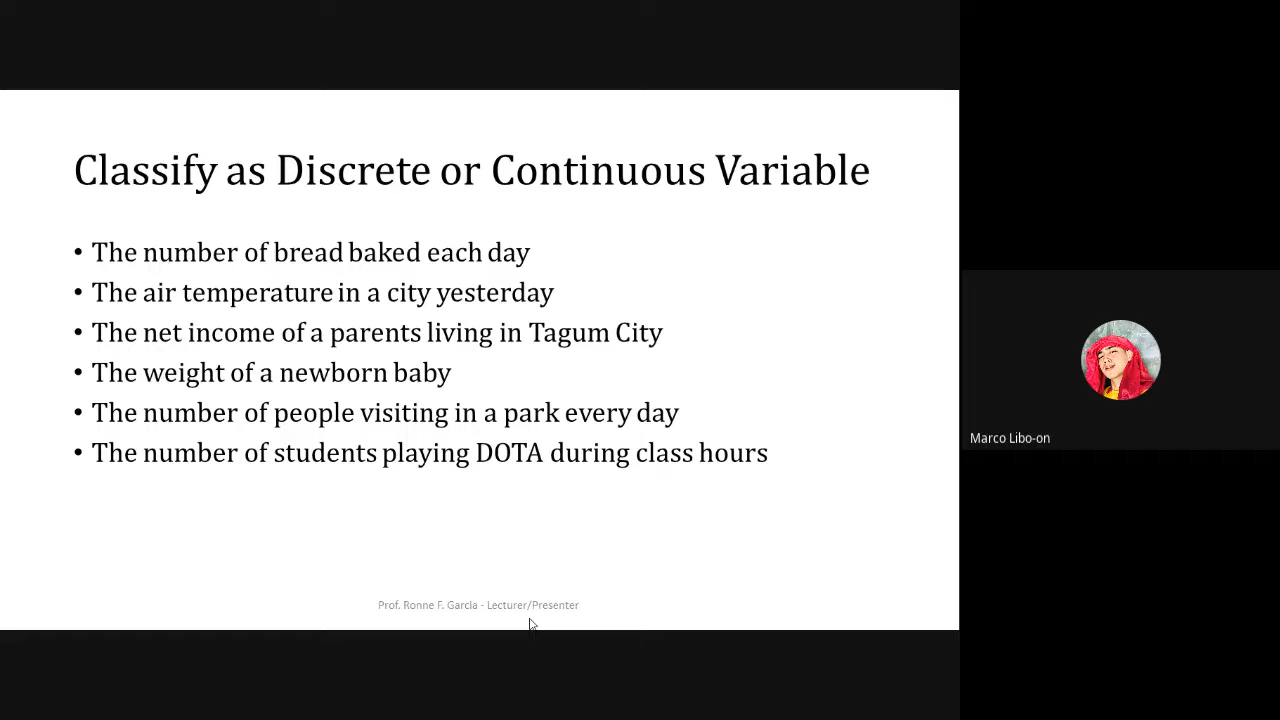 Classify as Discrete or Continuous Variable
• The number of bread baked each day
• The air temperature in a city yesterday
• The net income of a parents living in Tagum City
• The weight of a newborn baby
• The number of people visiting in a park every day
• The number of students playing DOTA during class hours
Prof. Ronne F. Garcia - Lecturer/Presenter
Marco Libo-on